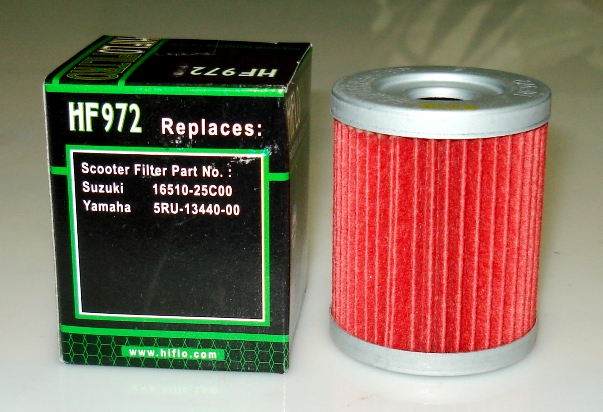 HF972
HF972 Replaces:
Scooter Filter Part No. :
Suzuki 16510-25C00
Yamaha 5RU-13440-00
www.hiflo.com